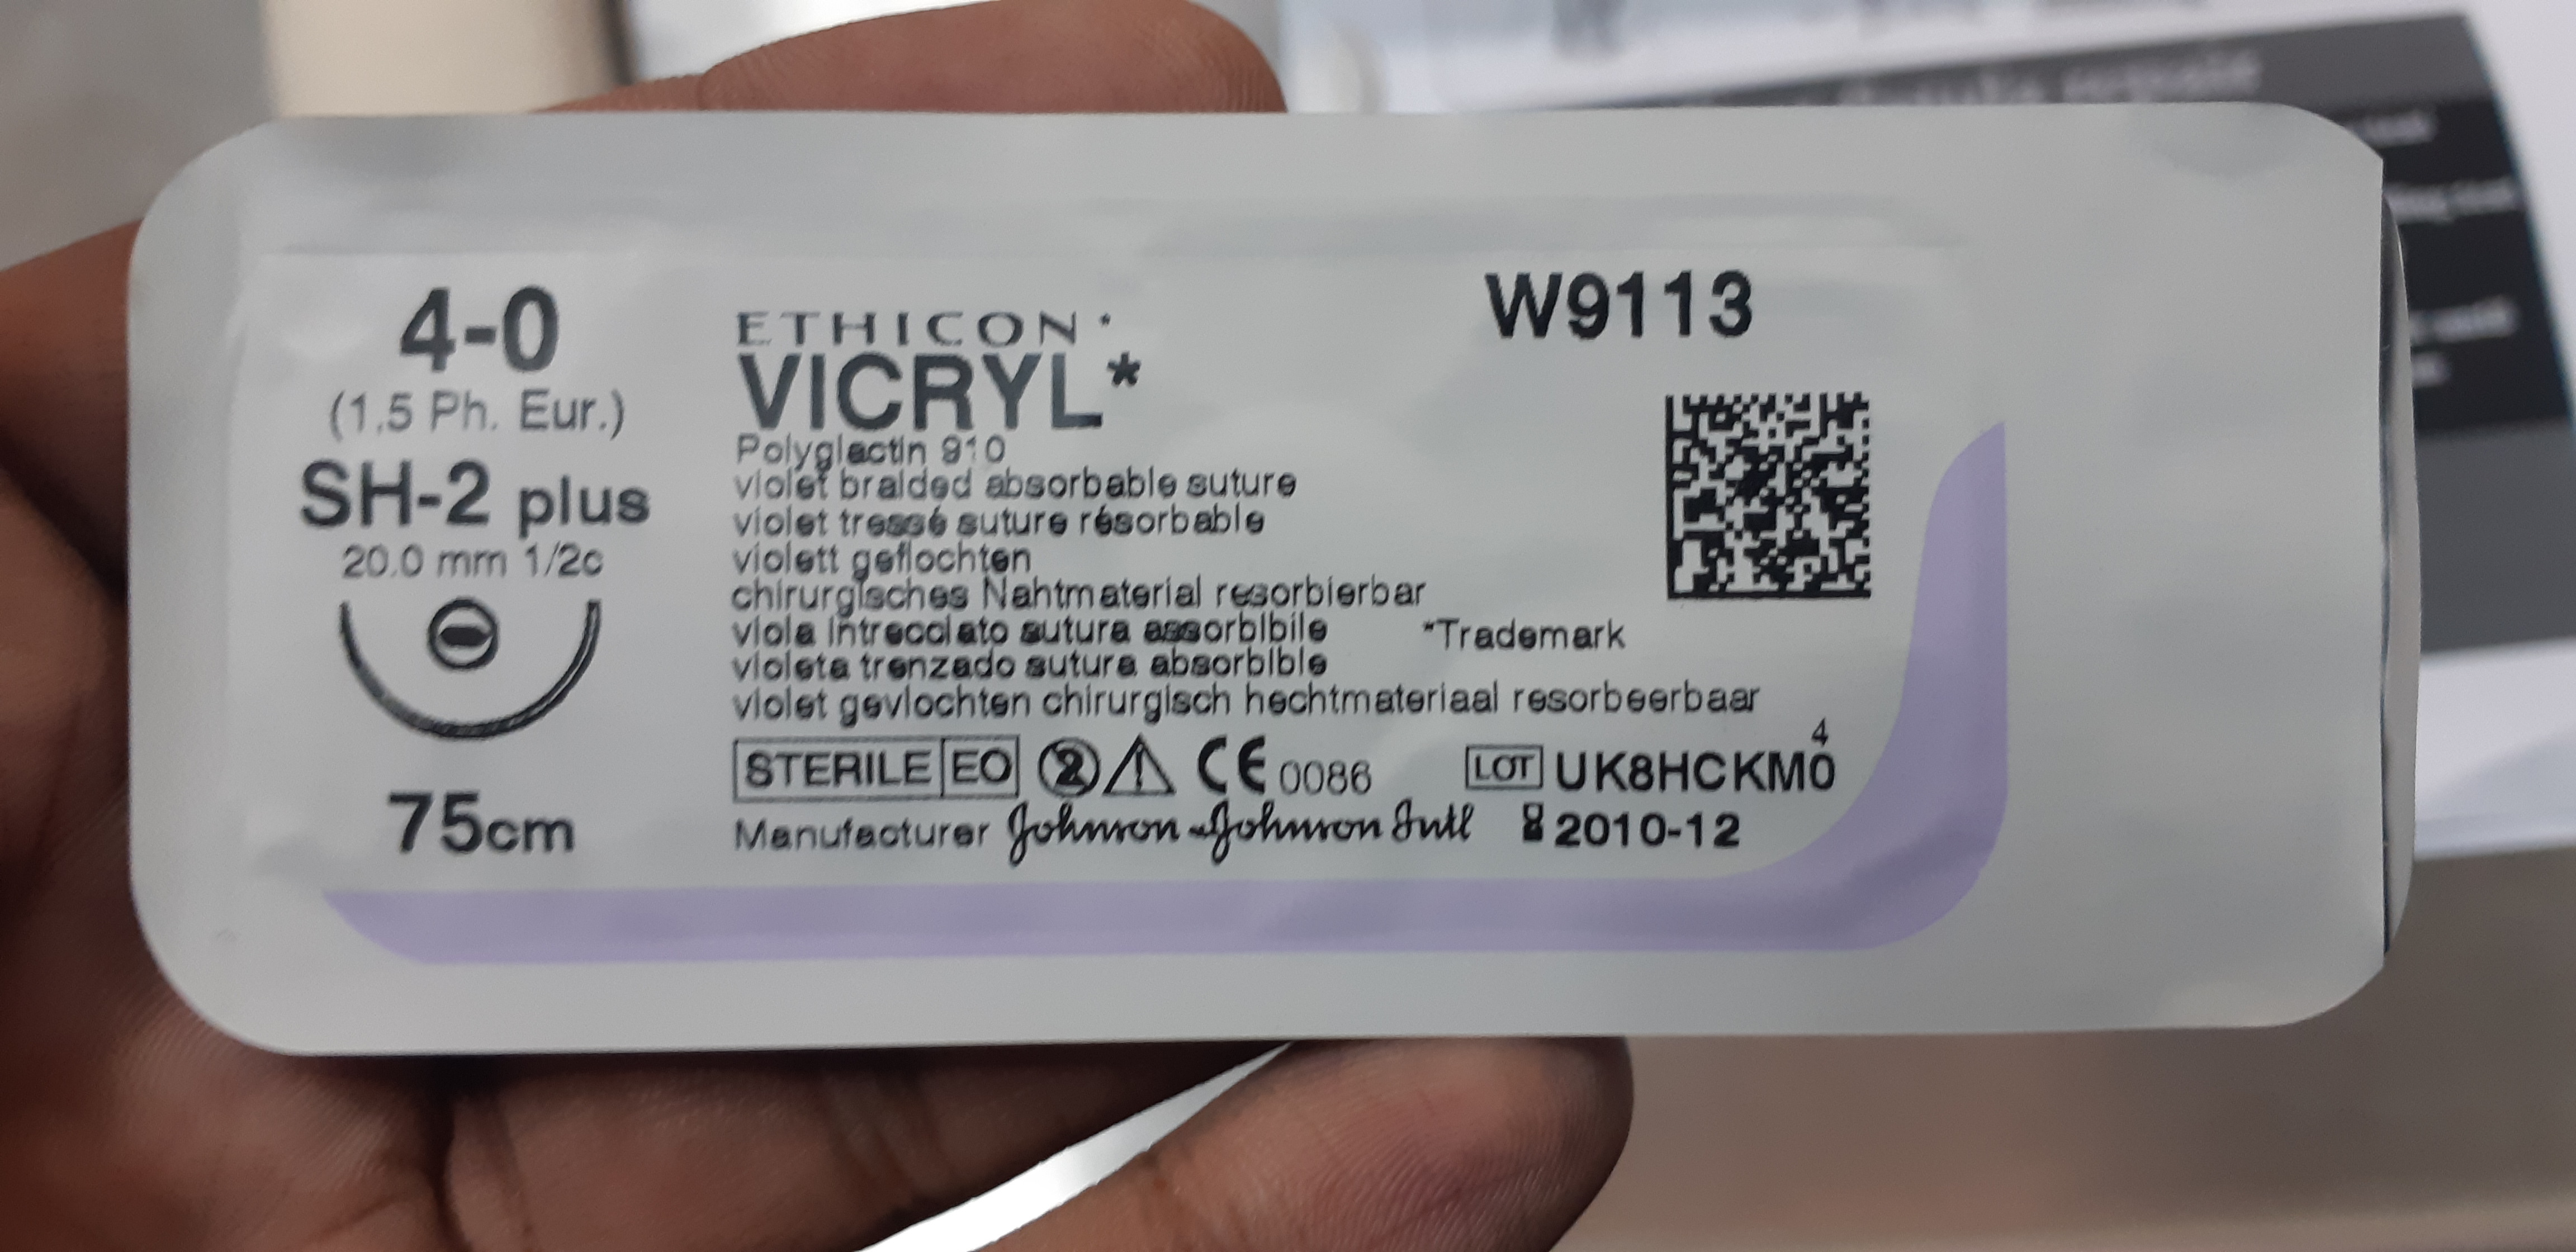 4-0
(1.5 Ph. Eur.)
SH-2 plus
20.0 mm 1/2c
75cm
ETHICON*
VICRYL*
Polyglactin 910
violet braided absorbable suture
violet tressé suture résorbable
violett geflochten
chirurgisches Nahtmaterial resorbierbar
viola intrecciato sutura assorbibile
violeta trenzado sutura absorbible
violet gevlochten chirurgisch hechtmateriaal resorbeerbaar
W9113
*Trademark
STERILE EO 2 CE 0086
LOT UK8HCKM0 4
Manufacturer Johnson & Johnson Intl 2010-12